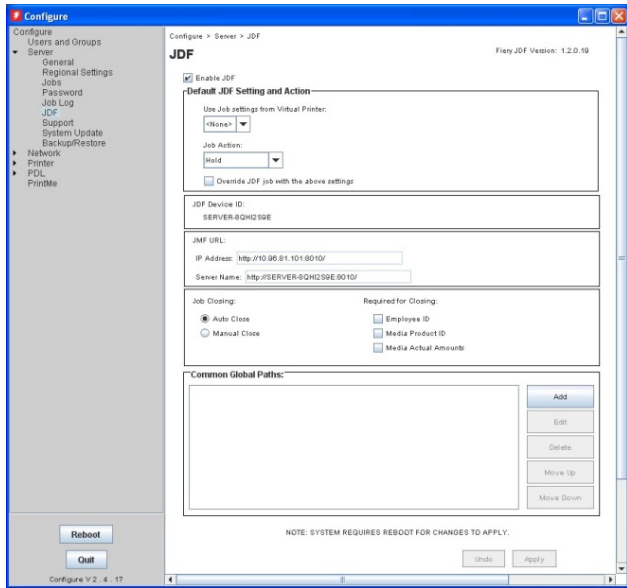 Configure
Configure
Users and Groups
Server
General
Regional Settings
Jobs
Password
Job Log
JDF
Support
System Update
Backup/Restore
Network
Printer
PDL
PrintMe
Reboot
Quit
Configure V 2 . 4 . 17
Configure > Server > JDF
JDF
Fiery JDF Version: 1.2.0.19
Enable JDF
Default JDF Setting and Action
Use Job settings from Virtual Printer:
<None>
Job Action:
Hold
Override JDF job with the above settings
JDF Device ID:
SERVER-8QHI2S9E
JMF URL:
IP Address: http://10.96.81.101:8010/
Server Name: http://SERVER-8QHI2S9E:8010/
Job Closing:
Auto Close
Manual Close
Required for Closing:
Employee ID
Media Product ID
Media Actual Amounts
Common Global Paths:
Add
Edit
Delete
Move Up
Move Down
NOTE: SYSTEM REQUIRES REBOOT FOR CHANGES TO APPLY.
Undo Apply